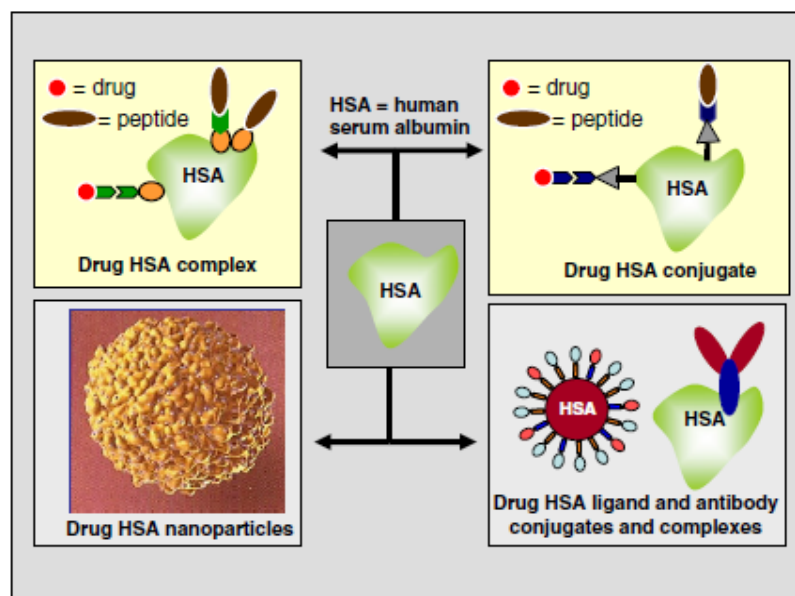 = drug
= peptide
HSA
Drug HSA complex
HSA = human
serum albumin
= drug
= peptide
HSA
Drug HSA conjugate
HSA
Drug HSA nanoparticles
HSA
HSA
Drug HSA ligand and antibody
conjugates and complexes